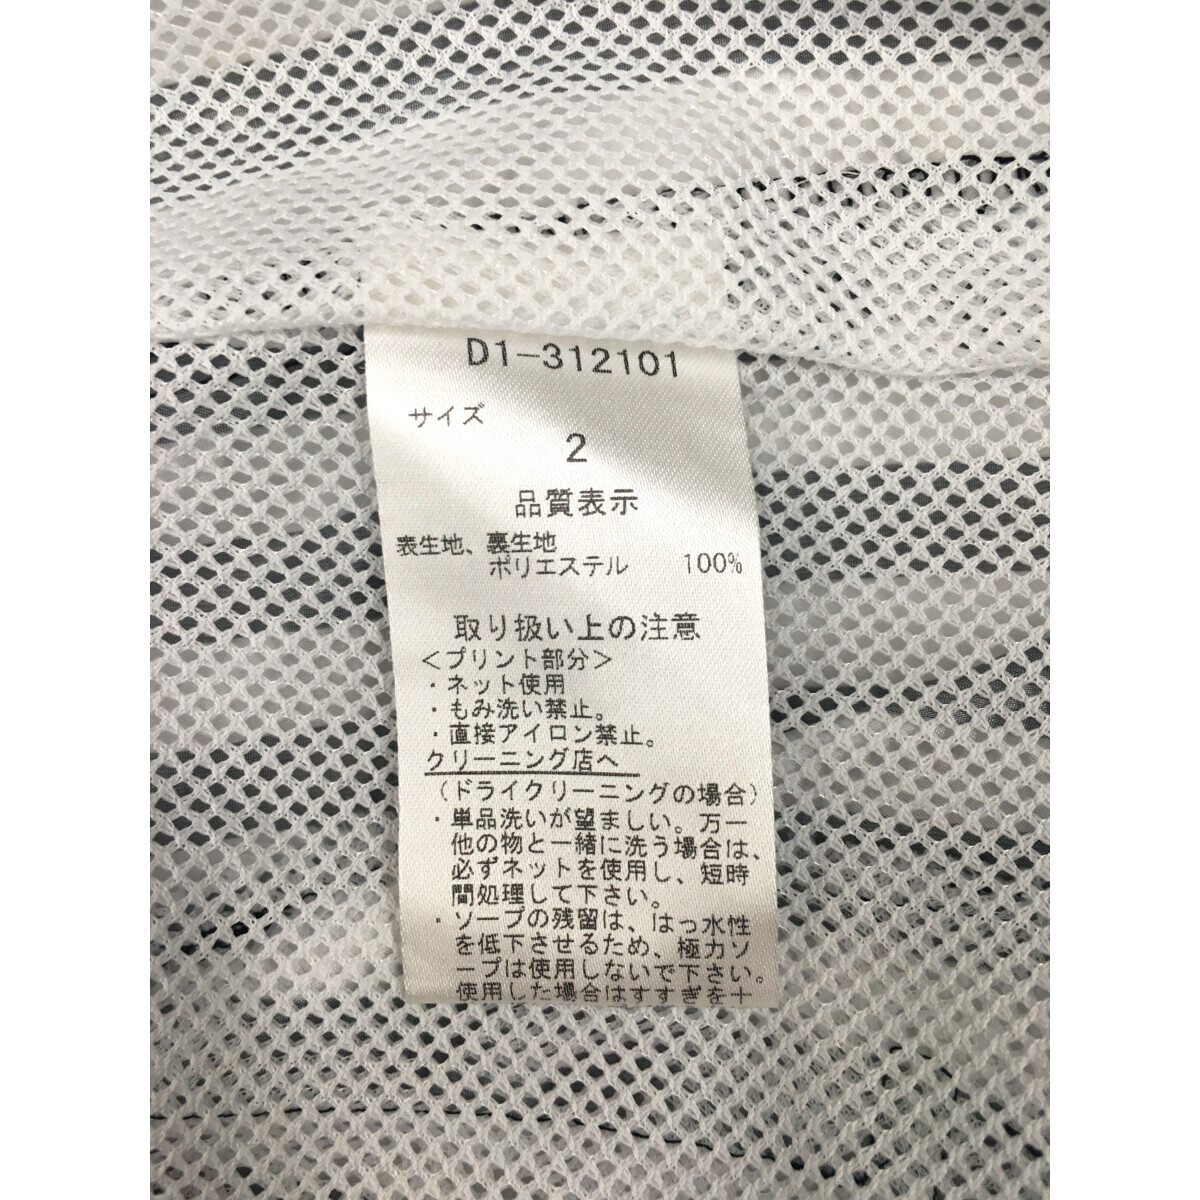 D1-312101
サイズ
2
品質表示
表生地、裏生地
ポリエステル 100%
取り扱い上の注意
＜プリント部分＞
・ネット使用
・もみ洗い禁止。
・直接アイロン禁止。
クリーニング店へ
（ドライクリーニングの場合）
・単品洗いが望ましい。万一
他の物と一緒に洗う場合は、
必ずネットを使用し、短時
間処理して下さい。
・ソープの残留は、はっ水性
を低下させるため、極力ソ
ープは使用しないで下さい。
使用した場合はすすぎを十